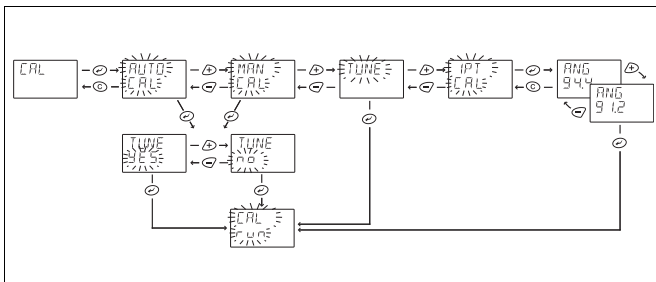 CAL
AUTO
CAL
MAN
CAL
TUNE
IPT
CAL
ANG
94.4
ANG
91.2
TUNE
YES
TUNE
no
CAL
run
+
-
C
+
-
+
-
C
+
-
+
-